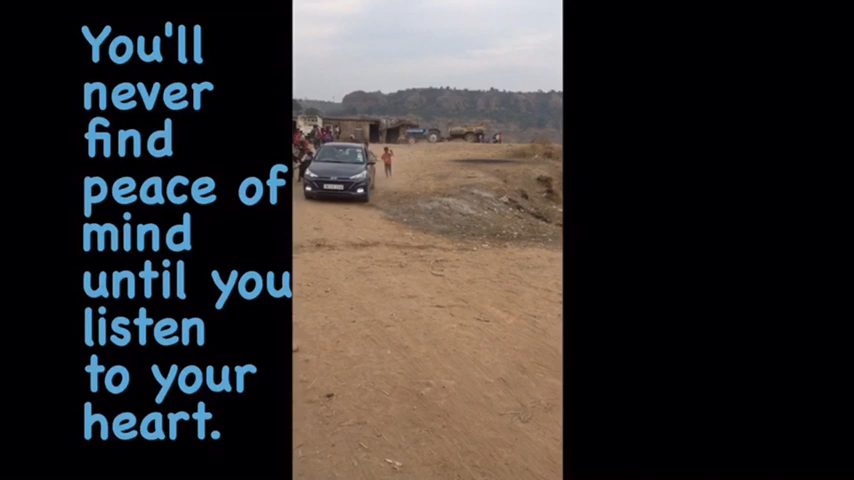 You'll
never
find
peace of
mind
until you
listen
to your
heart.